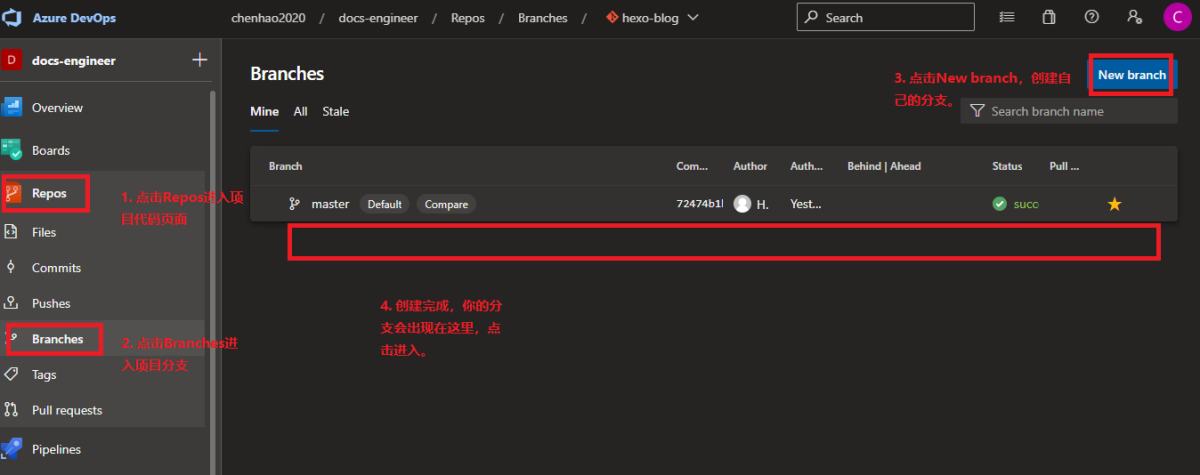 Azure DevOps
chenhao2020 / docs-engineer / Repos / Branches / hexo-blog
Search
C
D docs-engineer
Overview
Boards
Repos
Files
Commits
Pushes
Branches
Tags
Pull requests
Pipelines
1. 点击Repos进入项
目代码页面
2. 点击Branches进
入项目分支
Branches
3. 点击New branch，创建自
己的分支。
New branch
Mine All Stale
Search branch name
Branch Com... Author Auth... Behind | Ahead Status Pull ...
master Default Compare 72474b1 H. Yest... succ
4. 创建完成，你的分
支会出现在这里，点
击进入。